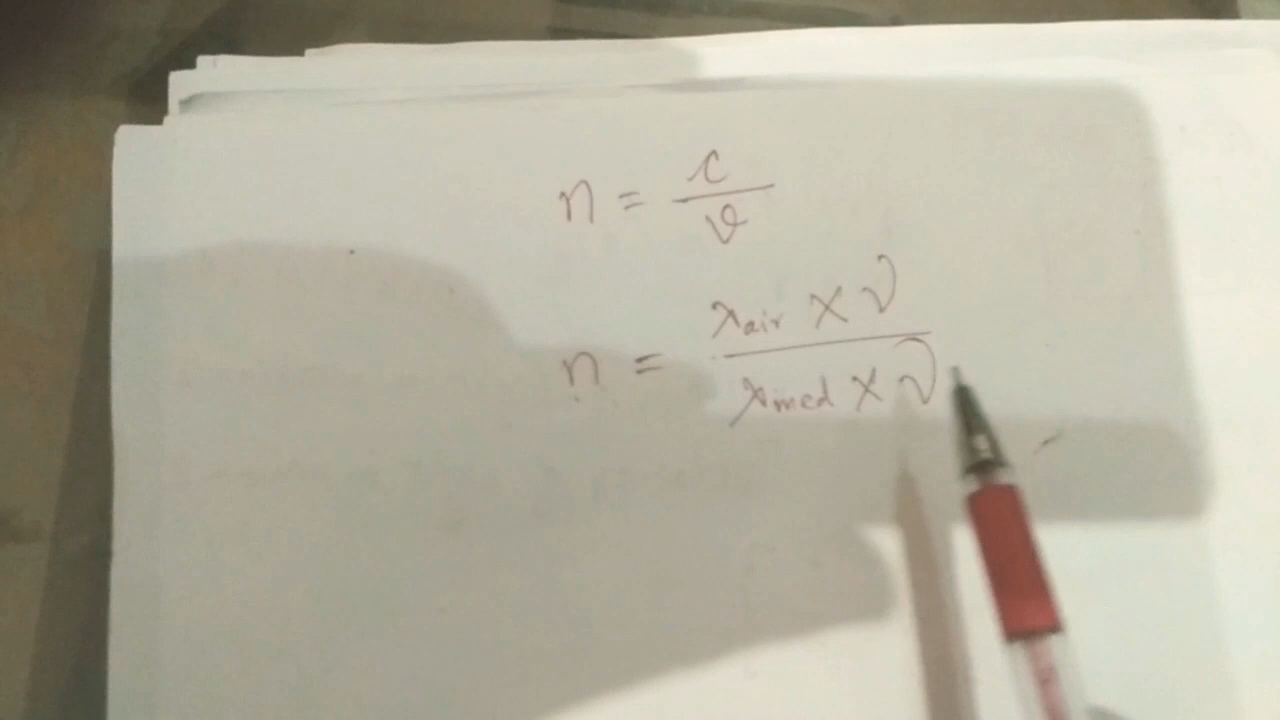 n = c / v
n = λair × ν / λmed × ν